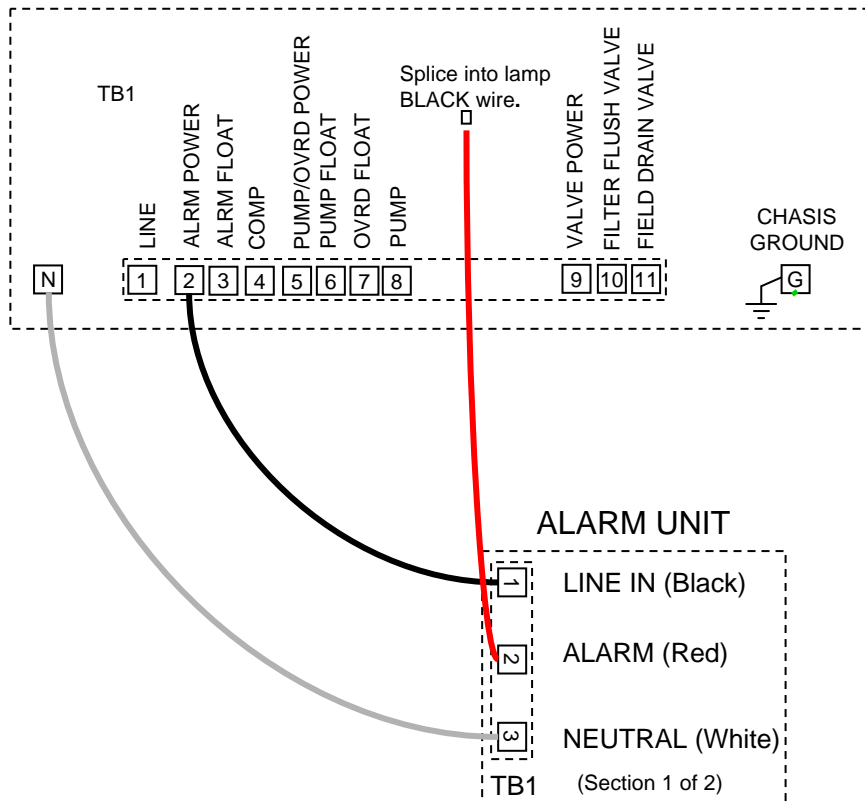 TB1
Splice into lamp
BLACK wire.
LINE
ALRM POWER
ALRM FLOAT
COMP
PUMP/OVRD POWER
PUMP FLOAT
OVRD FLOAT
PUMP
VALVE POWER
FILTER FLUSH VALVE
FIELD DRAIN VALVE
CHASIS
GROUND
N
1 2 3 4 5 6 7 8 9 10 11
G
ALARM UNIT
1 LINE IN (Black)
2 ALARM (Red)
3 NEUTRAL (White)
TB1 (Section 1 of 2)